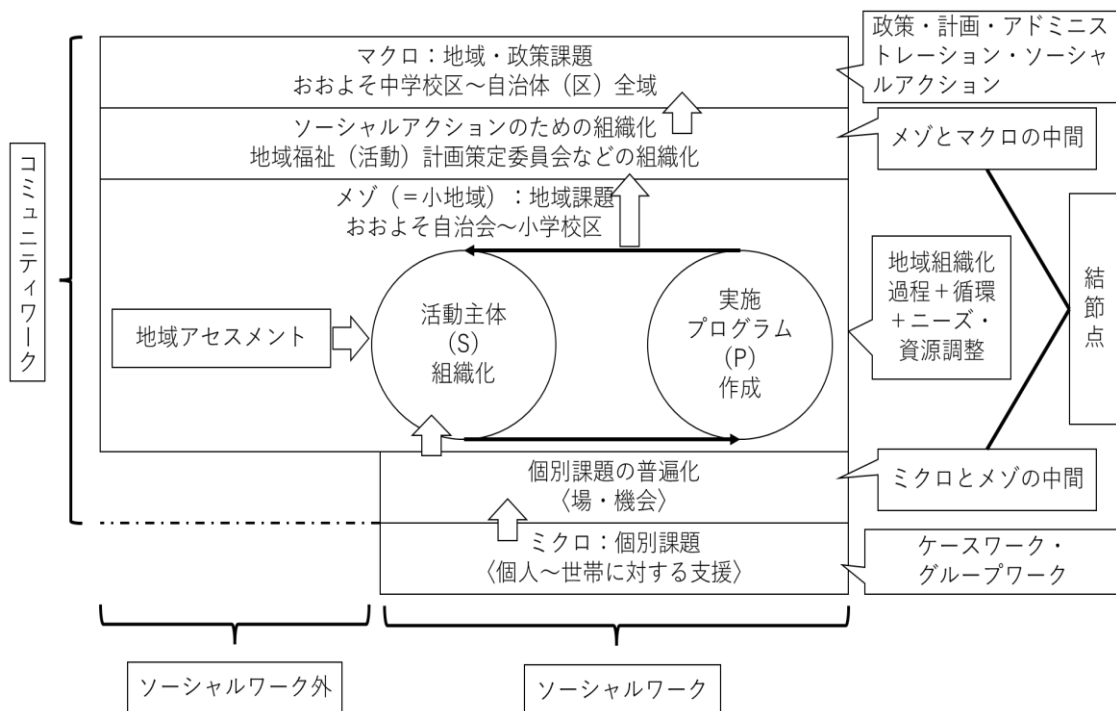 マクロ：地域・政策課題
おおよそ中学校区～自治体（区）全域
政策・計画・アドミニス
トレーション・ソーシャ
ルアクション
ソーシャルアクションのための組織化
地域福祉（活動）計画策定委員会などの組織化
メゾとマクロの中間
コミュニティワーク
メゾ（＝小地域）：地域課題
おおよそ自治会～小学校区
地域アセスメント
活動主体
(S)
組織化
実施
プログラム
(P)
作成
地域組織化
過程＋循環
＋ニーズ・
資源調整
結節点
個別課題の普遍化
〈場・機会〉
ミクロとメゾの中間
ミクロ：個別課題
〈個人～世帯に対する支援〉
ケースワーク・
グループワーク
ソーシャルワーク外
ソーシャルワーク